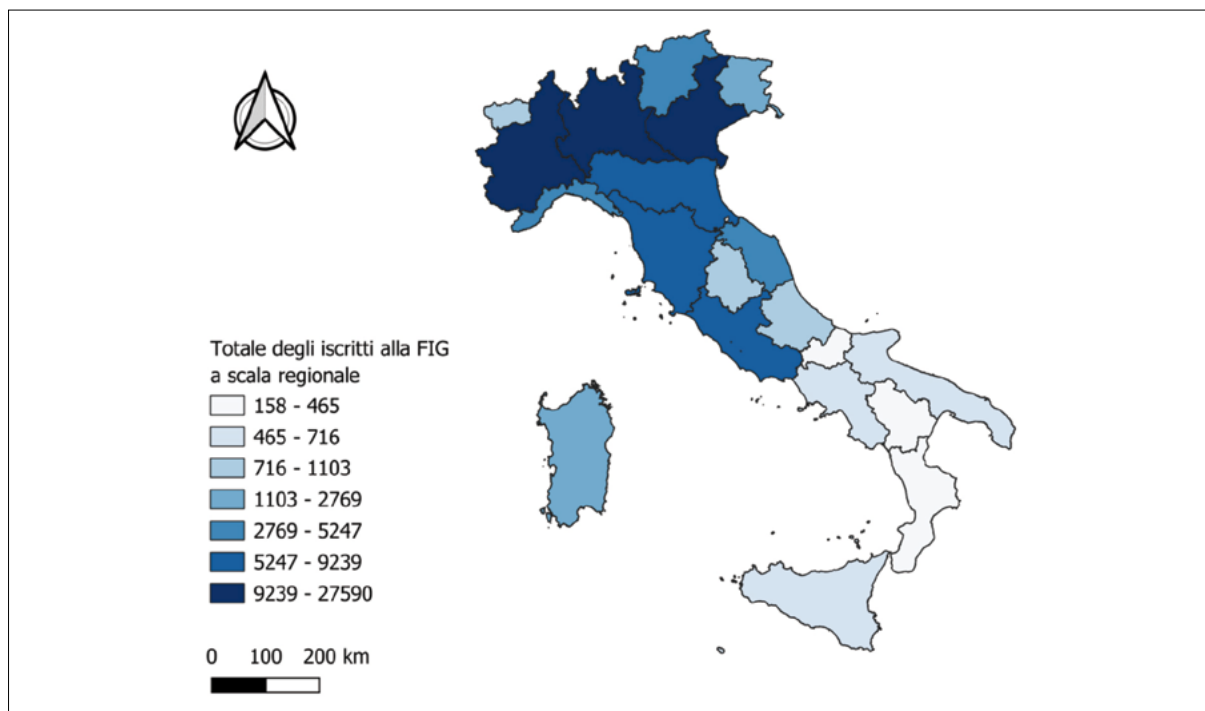 Totale degli iscritti alla FIG
a scala regionale
158 - 465
465 - 716
716 - 1103
1103 - 2769
2769 - 5247
5247 - 9239
9239 - 27590
0 100 200 km